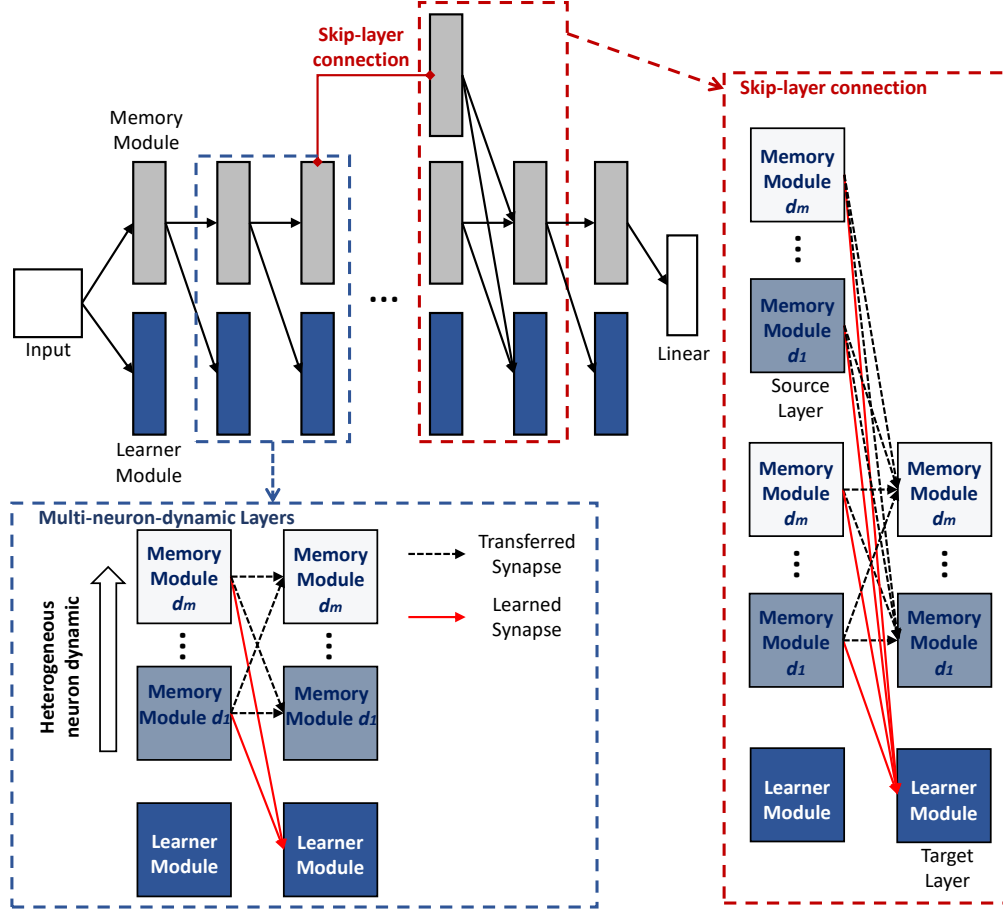 Skip-layer
connection
Memory
Module
Input
Learner
Module
...
Linear
Multi-neuron-dynamic Layers
Heterogeneous
neuron dynamic
Memory
Module
dm
Memory
Module
dm
...
...
Memory
Module d1
Memory
Module d1
Learner
Module
Learner
Module
Transferred
Synapse
Learned
Synapse
Skip-layer connection
Memory
Module
dm
...
Memory
Module
d1
Source
Layer
Memory
Module
dm
Memory
Module
dm
...
...
Memory
Module
d1
Memory
Module
d1
Learner
Module
Learner
Module
Target
Layer